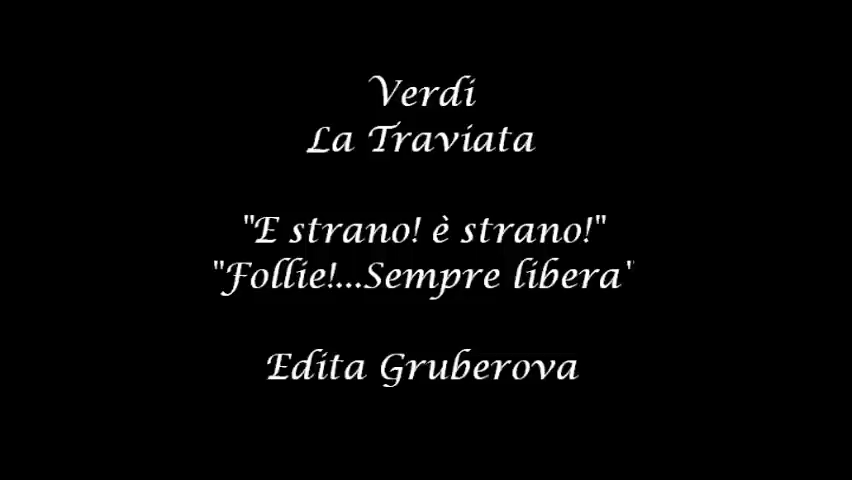 Verdi
La Traviata
"E strano! è strano!"
"Follie!...Sempre libera"
Edita Gruberova